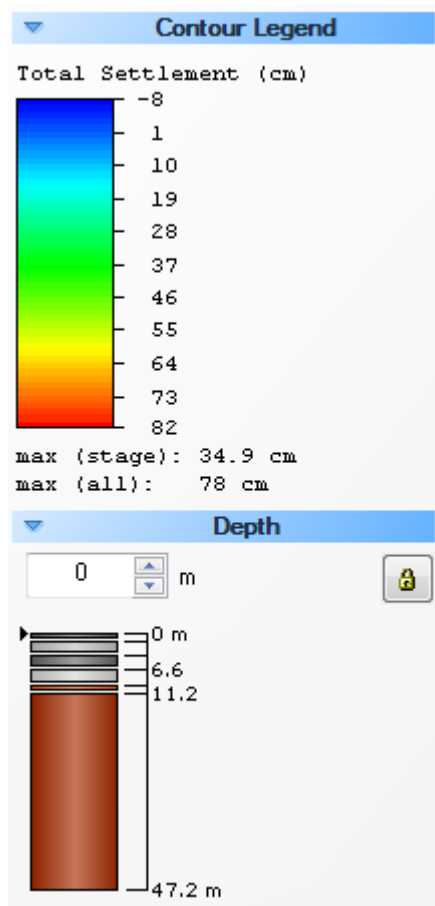 Contour Legend
Total Settlement (cm)
-8
1
10
19
28
37
46
55
64
73
82
max (stage): 34.9 cm
max (all): 78 cm
Depth
0 m
0 m
6.6
11.2
47.2 m